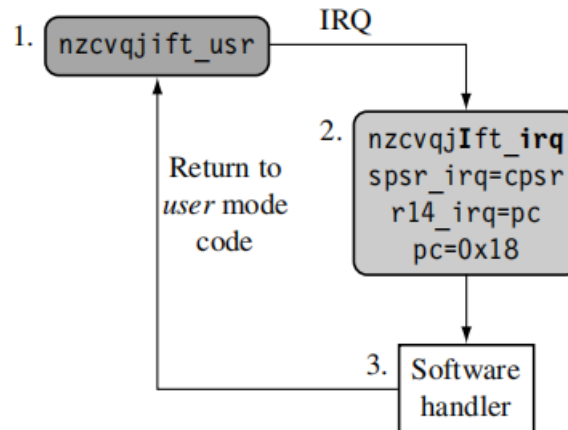 1.
nzcvqjift_usr
IRQ
2.
nzcvqjIft_irq
spsr_irq=cpsr
r14_irq=pc
pc=0x18
Return to
user mode
code
3.
Software
handler